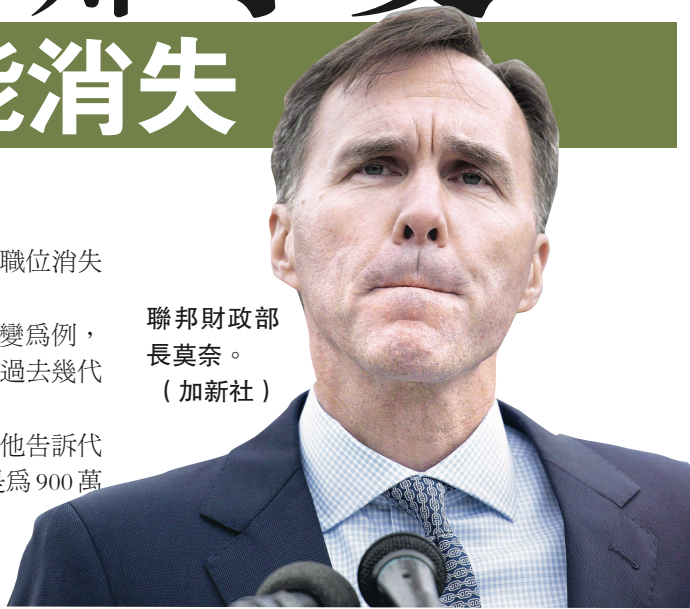 能消失
職位消失
變爲例，
過去幾代
他告訴代
是爲900萬
聯邦財政部
長莫奈。
（加新社）